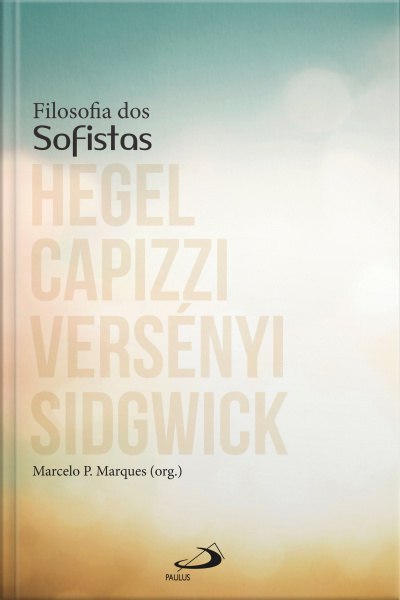 Filosofia dos
Sofistas
HEGEL
CAPIZZI
VERSÉNYI
SIDGWICK
Marcelo P. Marques (org.)
PAULUS